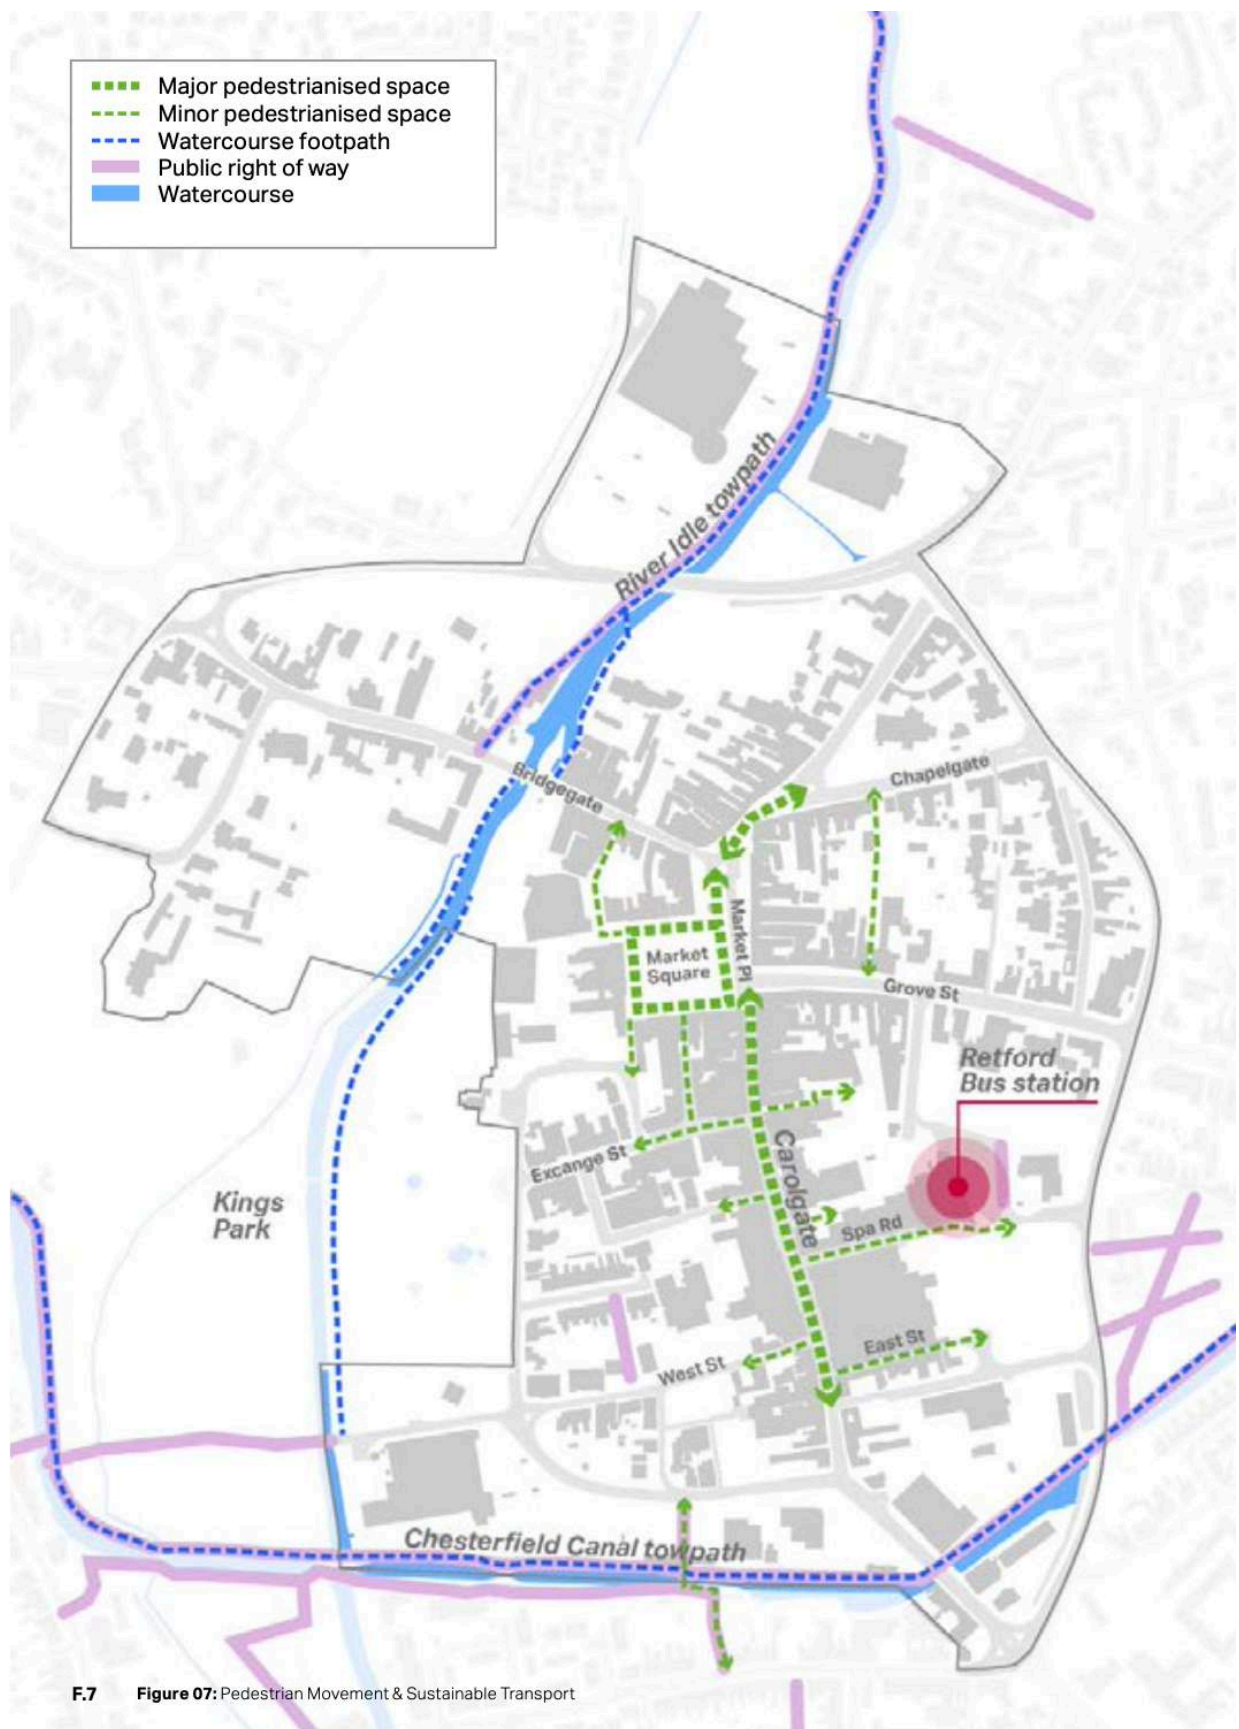 Major pedestrianised space
Minor pedestrianised space
Watercourse footpath
Public right of way
Watercourse
River Idle towpath
Bridgegate
Chapelgate
Market Pl
Market
Square
Grove St
Retford
Bus station
Excange St
Carolgate
Kings
Park
Spa Rd
East St
West St
Chesterfield Canal towpath
F.7 Figure 07: Pedestrian Movement & Sustainable Transport